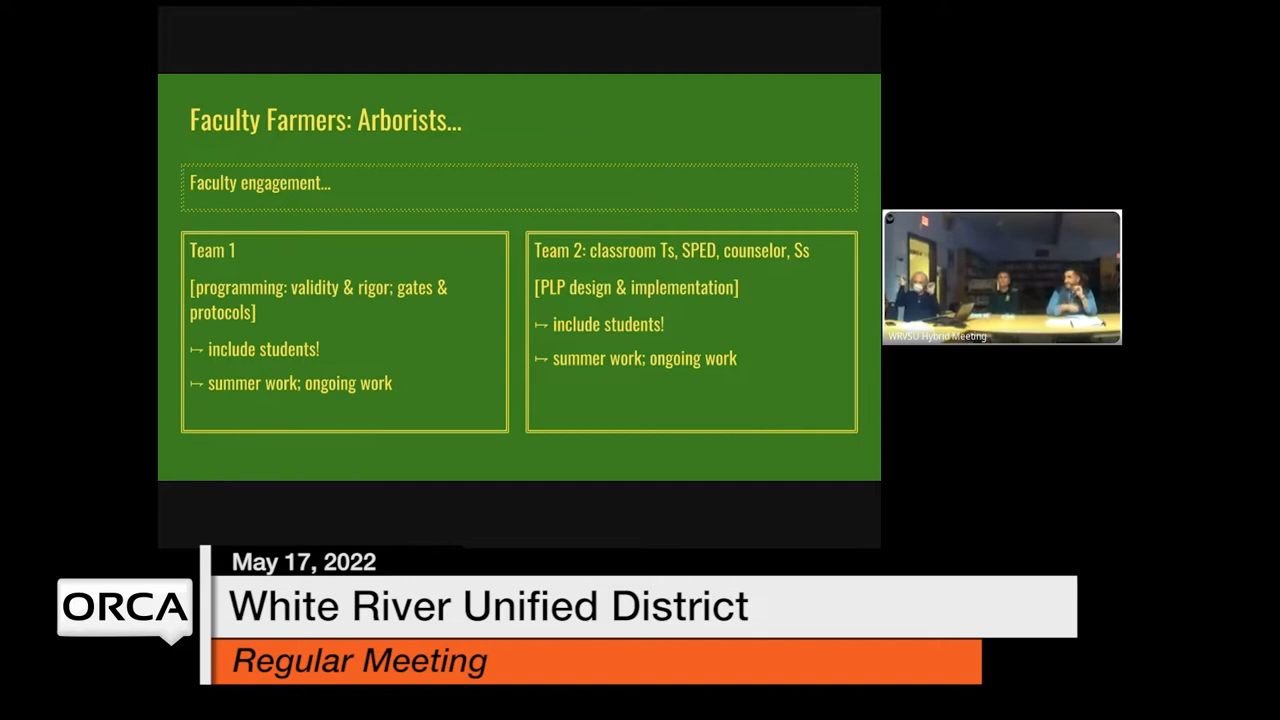 Faculty Farmers: Arborists...
Faculty engagement...
Team 1
[programming: validity & rigor; gates &
protocols]
↦ include students!
↦ summer work; ongoing work
Team 2: classroom Ts, SPED, counselor, Ss
[PLP design & implementation]
↦ include students!
↦ summer work; ongoing work
WRVSU Hybrid Meeting
May 17, 2022
ORCA
White River Unified District
Regular Meeting